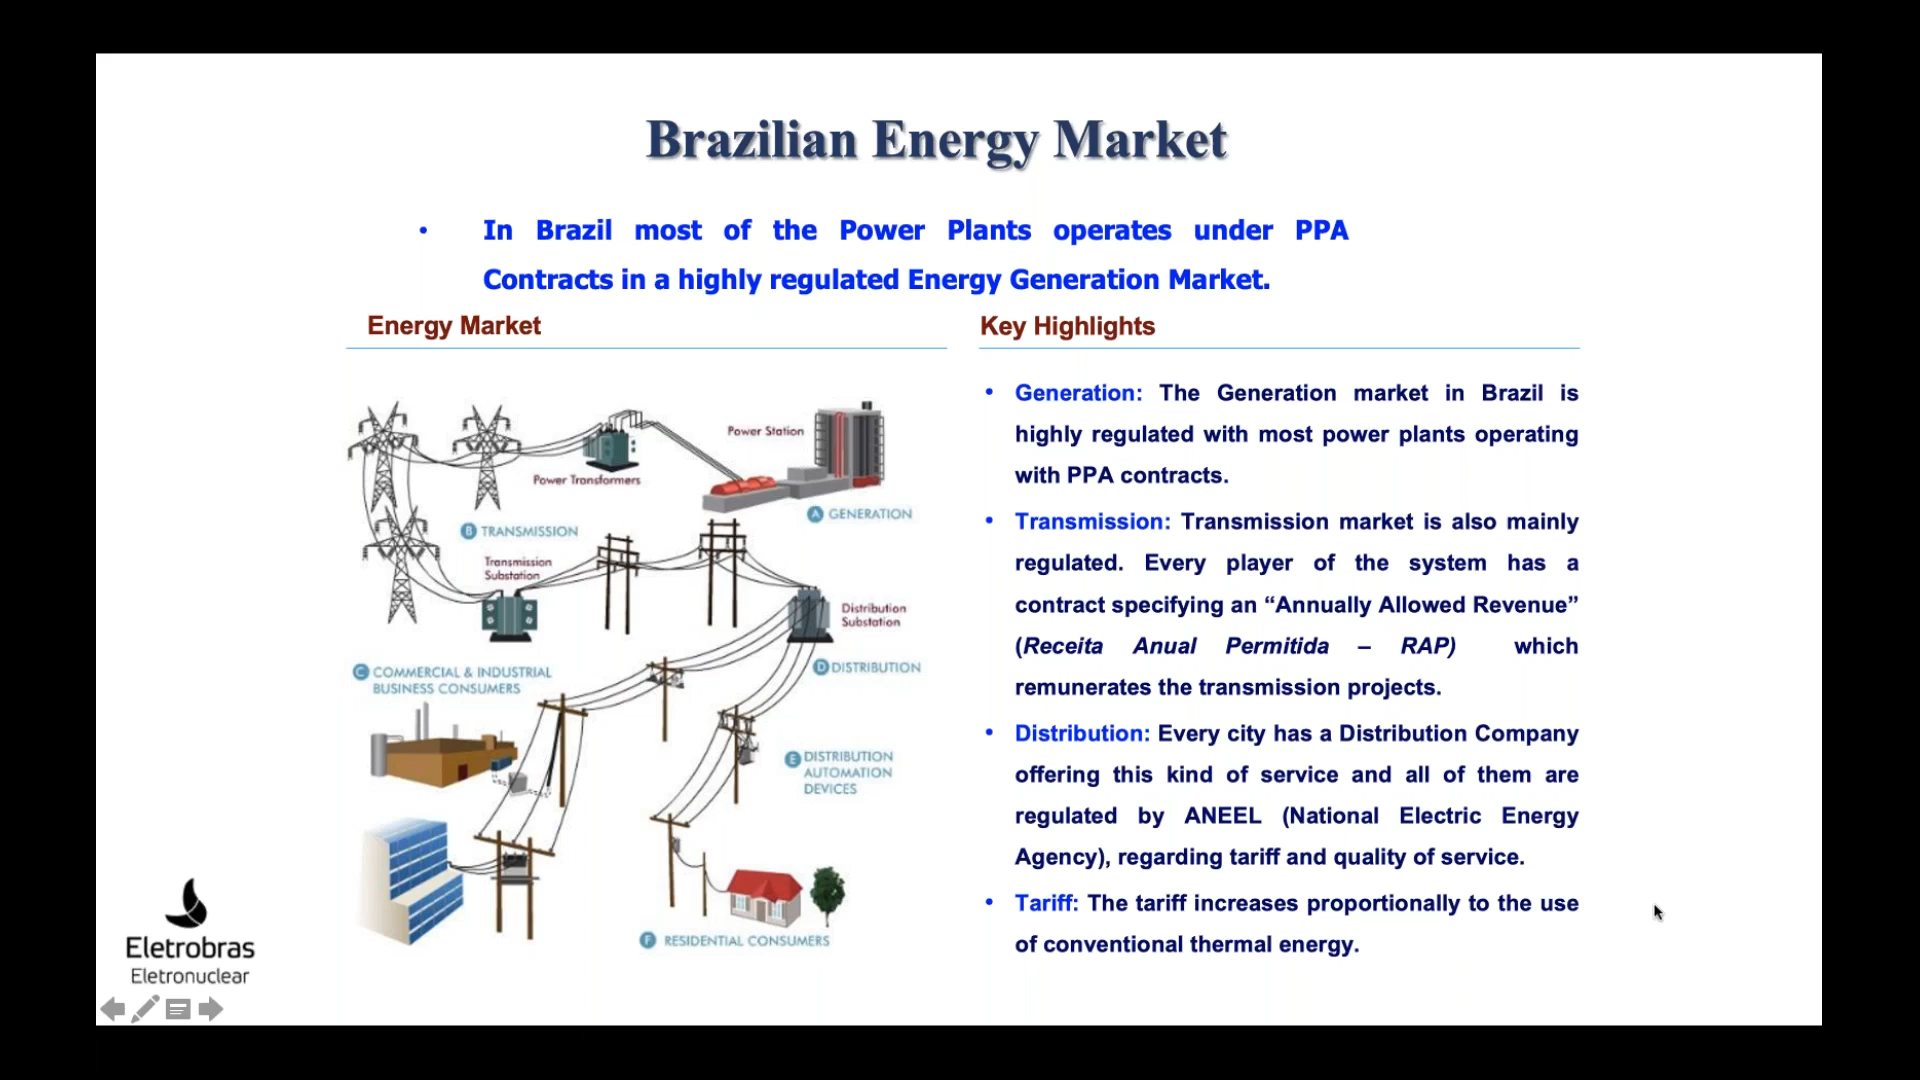 Brazilian Energy Market
• In Brazil most of the Power Plants operates under PPA
Contracts in a highly regulated Energy Generation Market.
Energy Market
Power Station
Power Transformers
A GENERATION
B TRANSMISSION
Transmission
Substation
Distribution
Substation
C COMMERCIAL & INDUSTRIAL
BUSINESS CONSUMERS
D DISTRIBUTION
E DISTRIBUTION
AUTOMATION
DEVICES
F RESIDENTIAL CONSUMERS
Key Highlights
• Generation: The Generation market in Brazil is
highly regulated with most power plants operating
with PPA contracts.
• Transmission: Transmission market is also mainly
regulated. Every player of the system has a
contract specifying an “Annually Allowed Revenue”
(Receita Anual Permitida – RAP) which
remunerates the transmission projects.
• Distribution: Every city has a Distribution Company
offering this kind of service and all of them are
regulated by ANEEL (National Electric Energy
Agency), regarding tariff and quality of service.
• Tariff: The tariff increases proportionally to the use
of conventional thermal energy.
Eletrobras
Eletronuclear